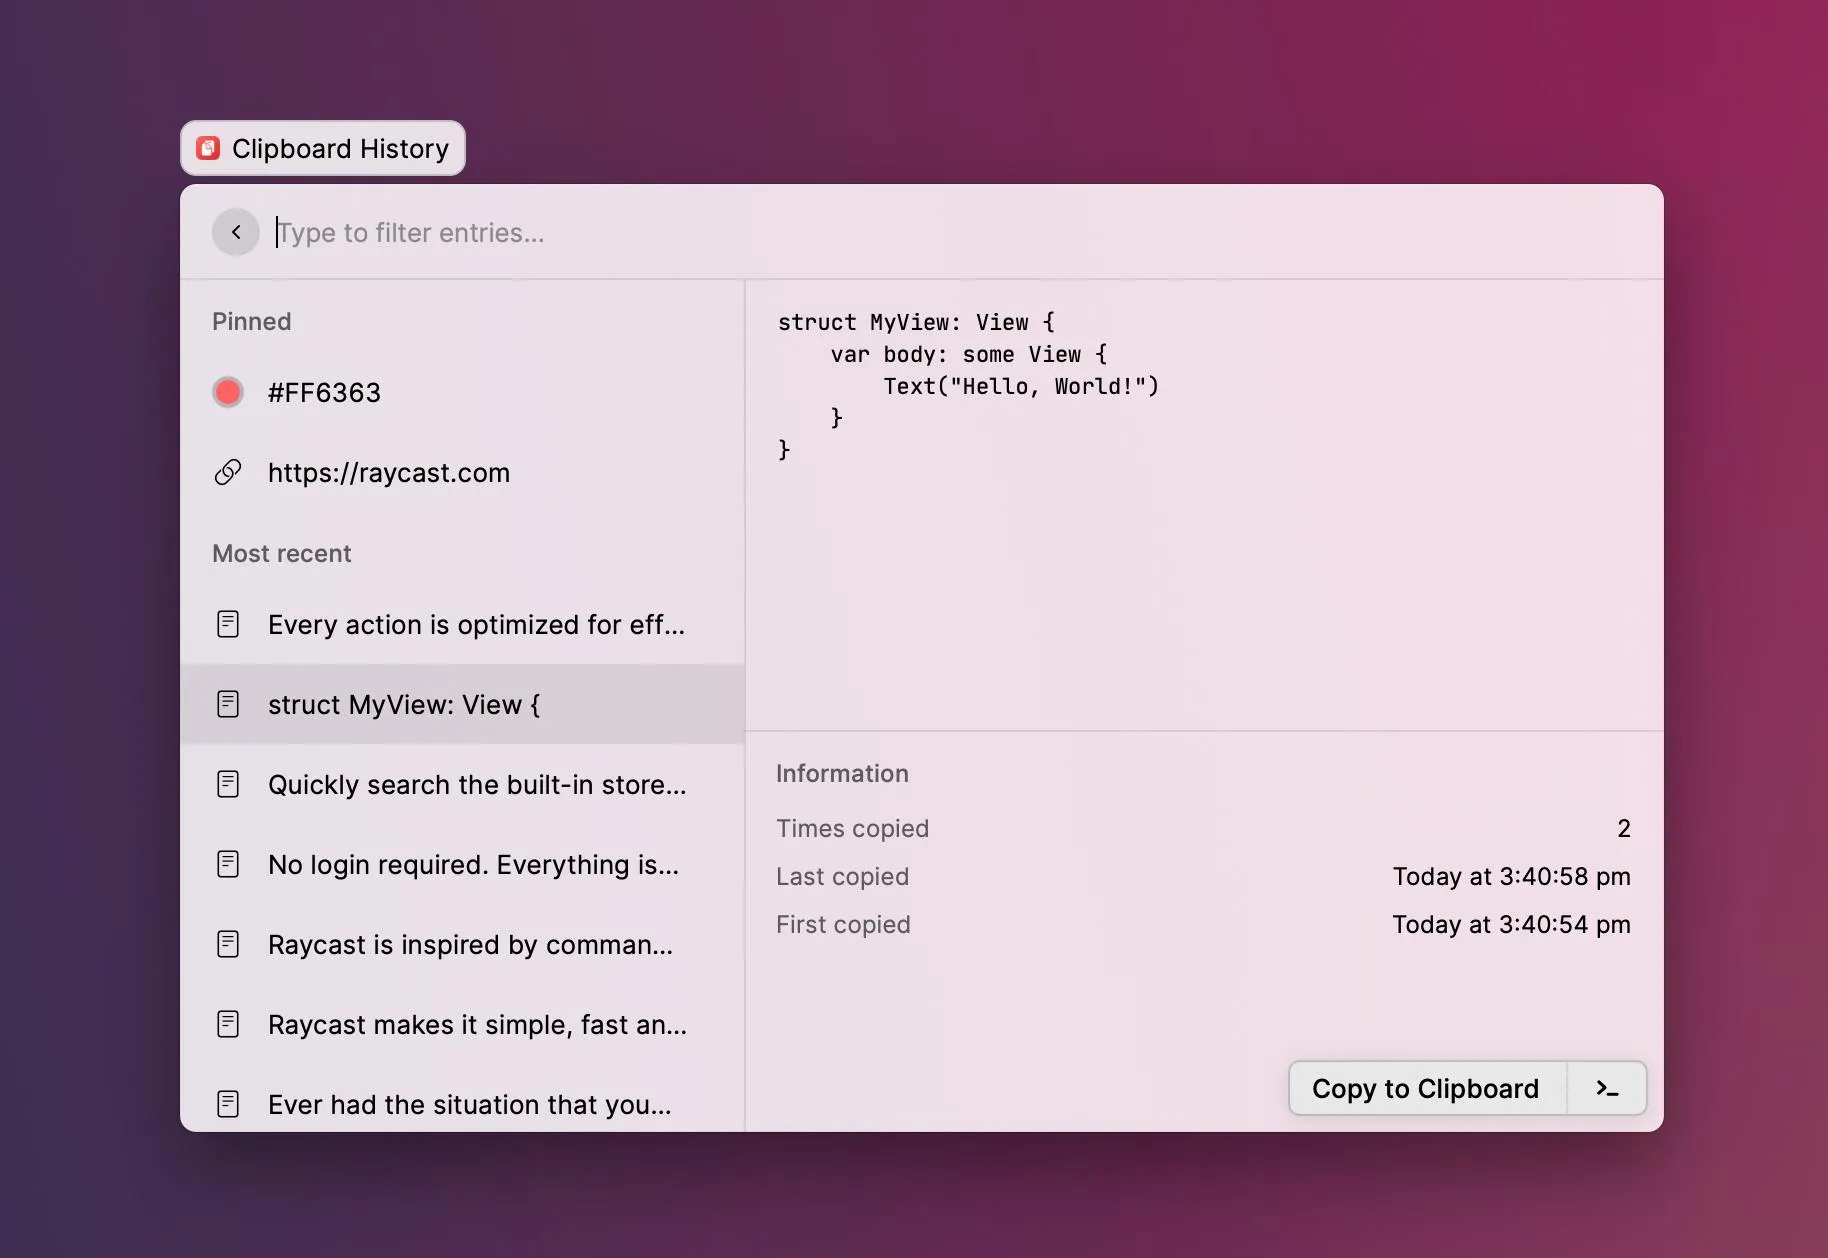 Clipboard History
Type to filter entries...
Pinned
#FF6363
https://raycast.com
Most recent
Every action is optimized for eff...
struct MyView: View {
Quickly search the built-in store...
No login required. Everything is...
Raycast is inspired by comman...
Raycast makes it simple, fast an...
Ever had the situation that you...
struct MyView: View {
    var body: some View {
        Text("Hello, World!")
    }
}
Information
Times copied 2
Last copied Today at 3:40:58 pm
First copied Today at 3:40:54 pm
Copy to Clipboard >_